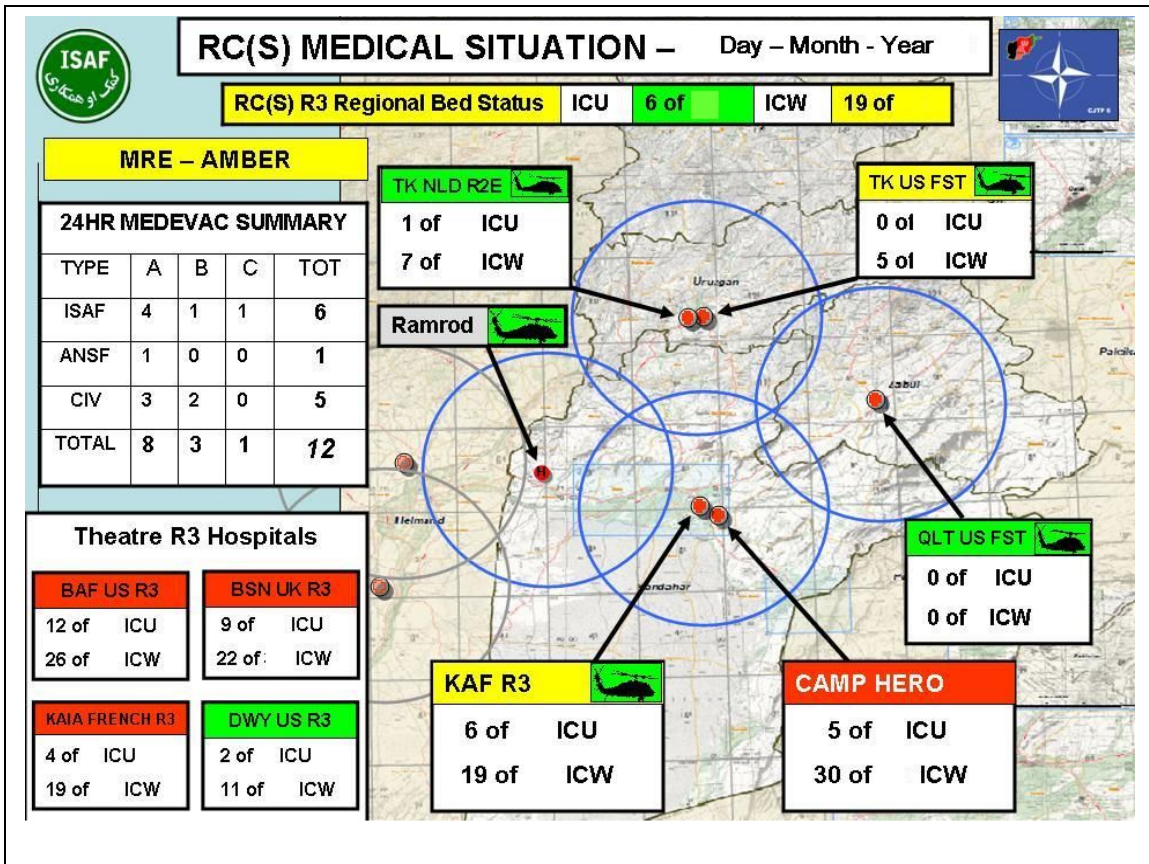 ISAF
کمک او همکاري
RC(S) MEDICAL SITUATION – Day – Month - Year
CJTF 6
RC(S) R3 Regional Bed Status ICU 6 of ICW 19 of
MRE – AMBER
24HR MEDEVAC SUMMARY
TYPE A B C TOT
ISAF 4 1 1 6
ANSF 1 0 0 1
CIV 3 2 0 5
TOTAL 8 3 1 12
TK NLD R2E
1 of ICU
7 of ICW
TK US FST
0 of ICU
5 of ICW
Ramrod
Uruzgan
Zabul
Paktika
H
Helmand
Kandahar
QLT US FST
0 of ICU
0 of ICW
Theatre R3 Hospitals
BAF US R3
12 of ICU
26 of ICW
BSN UK R3
9 of ICU
22 of ICW
KAIA FRENCH R3
4 of ICU
19 of ICW
DWY US R3
2 of ICU
11 of ICW
KAF R3
6 of ICU
19 of ICW
CAMP HERO
5 of ICU
30 of ICW